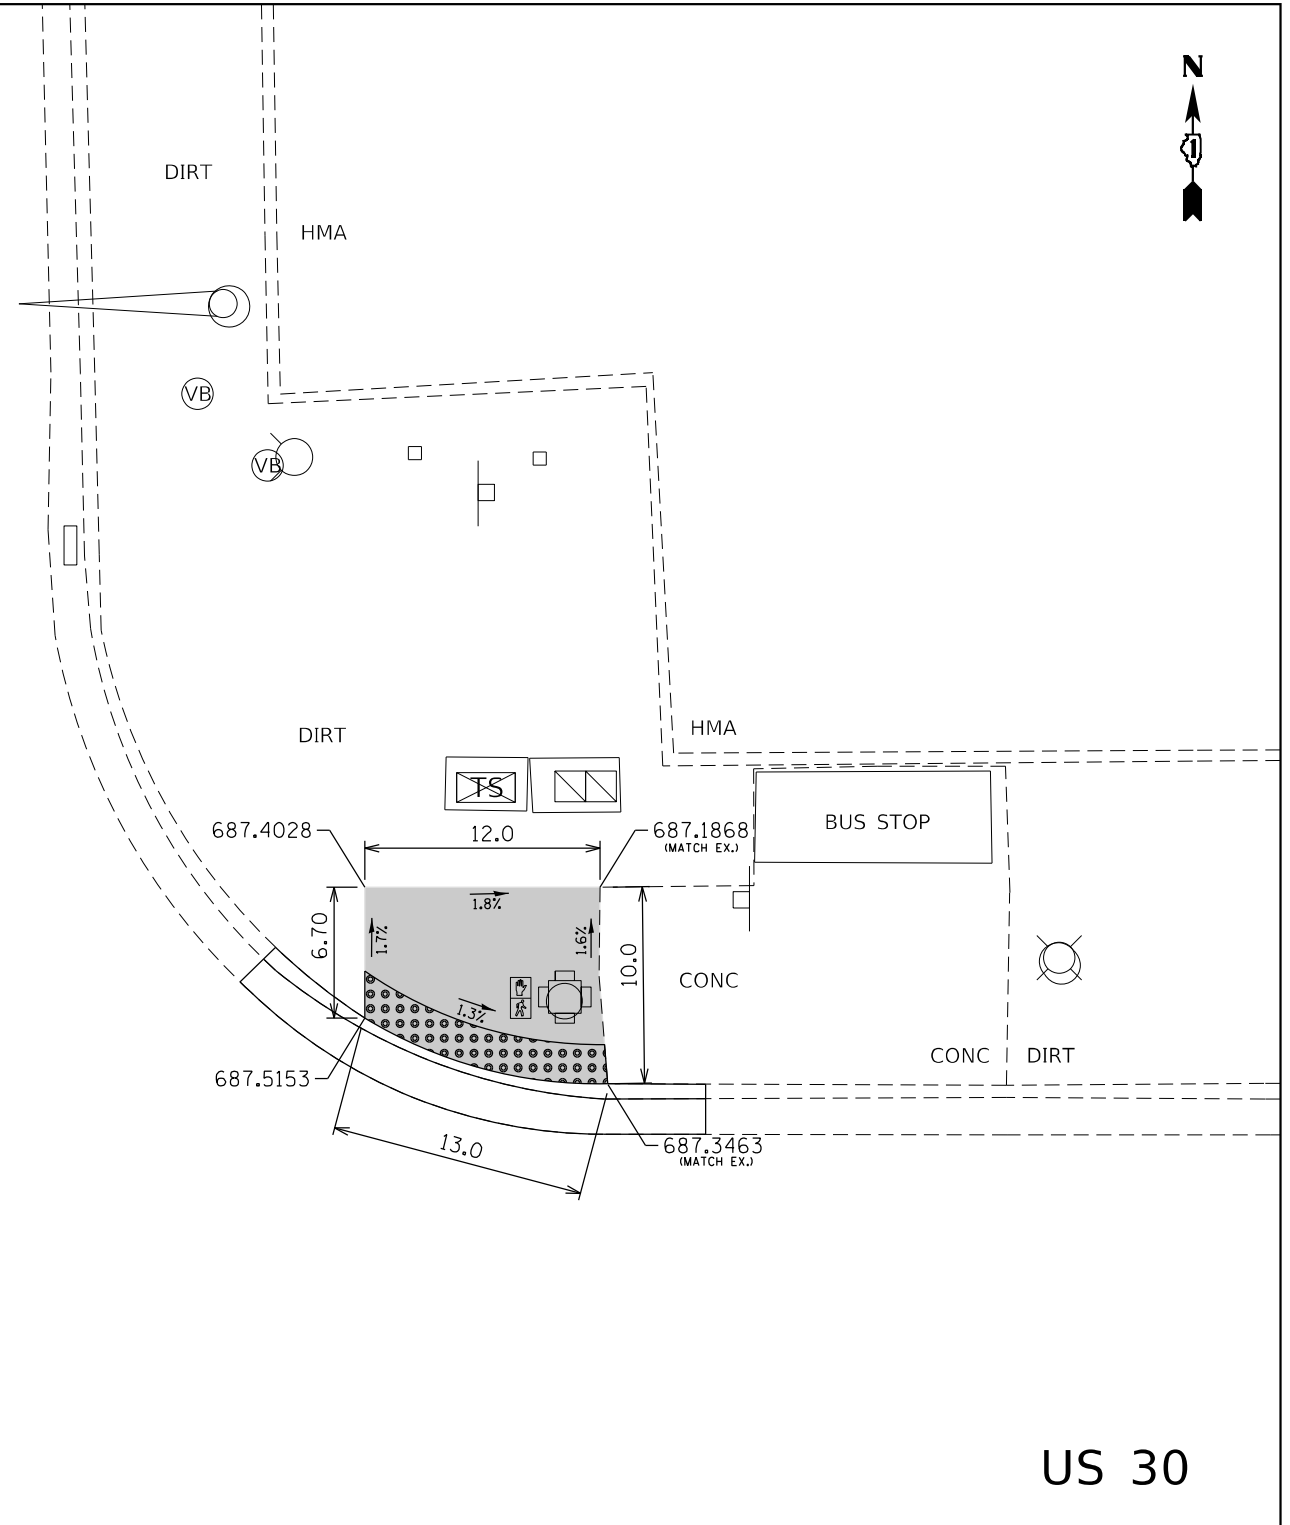 N
1
DIRT
HMA
VB
VB
DIRT
HMA
TS
BUS STOP
687.4028
12.0
687.1868
(MATCH EX.)
1.8%
6.70
1.7%
1.6%
10.0
CONC
1.3%
CONC
DIRT
687.5153
13.0
687.3463
(MATCH EX.)
US 30